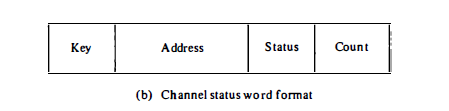 Key Address Status Count
(b) Channel status word format